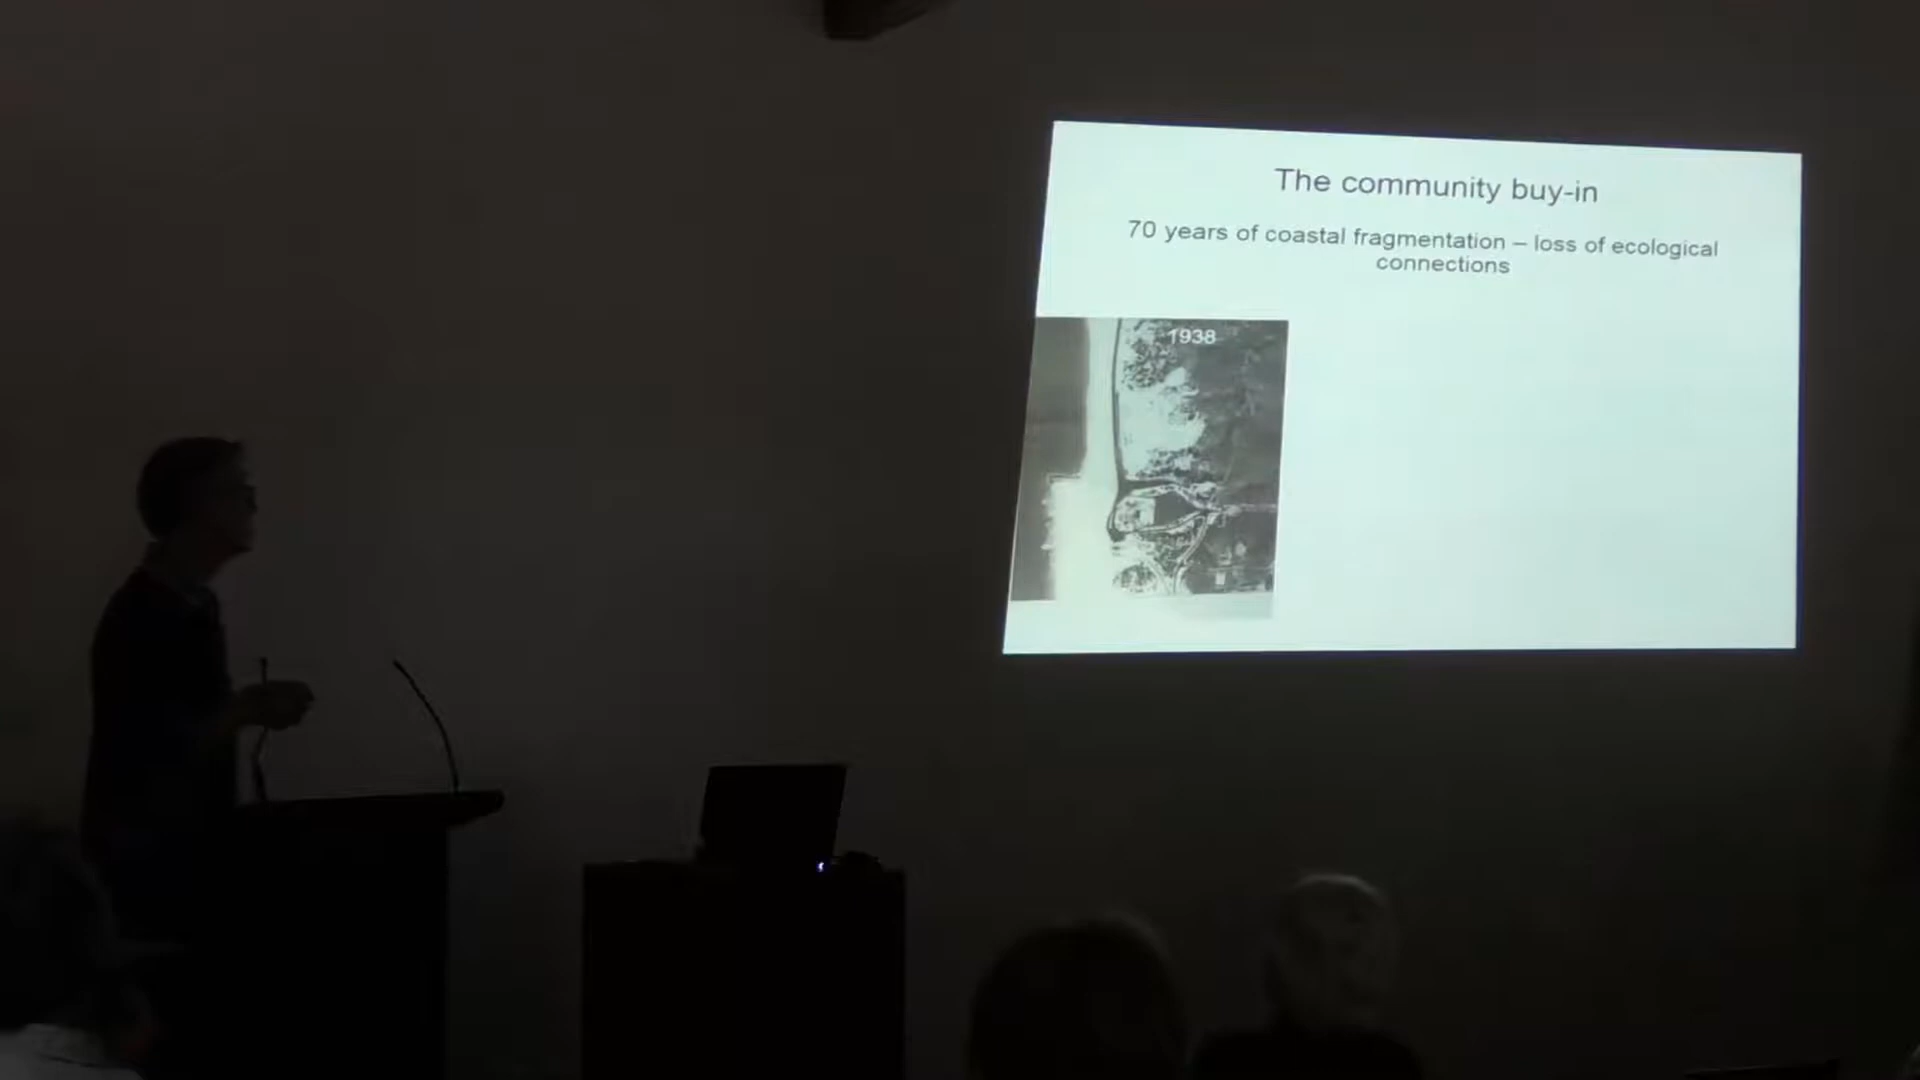 The community buy-in
70 years of coastal fragmentation – loss of ecological
connections
1938